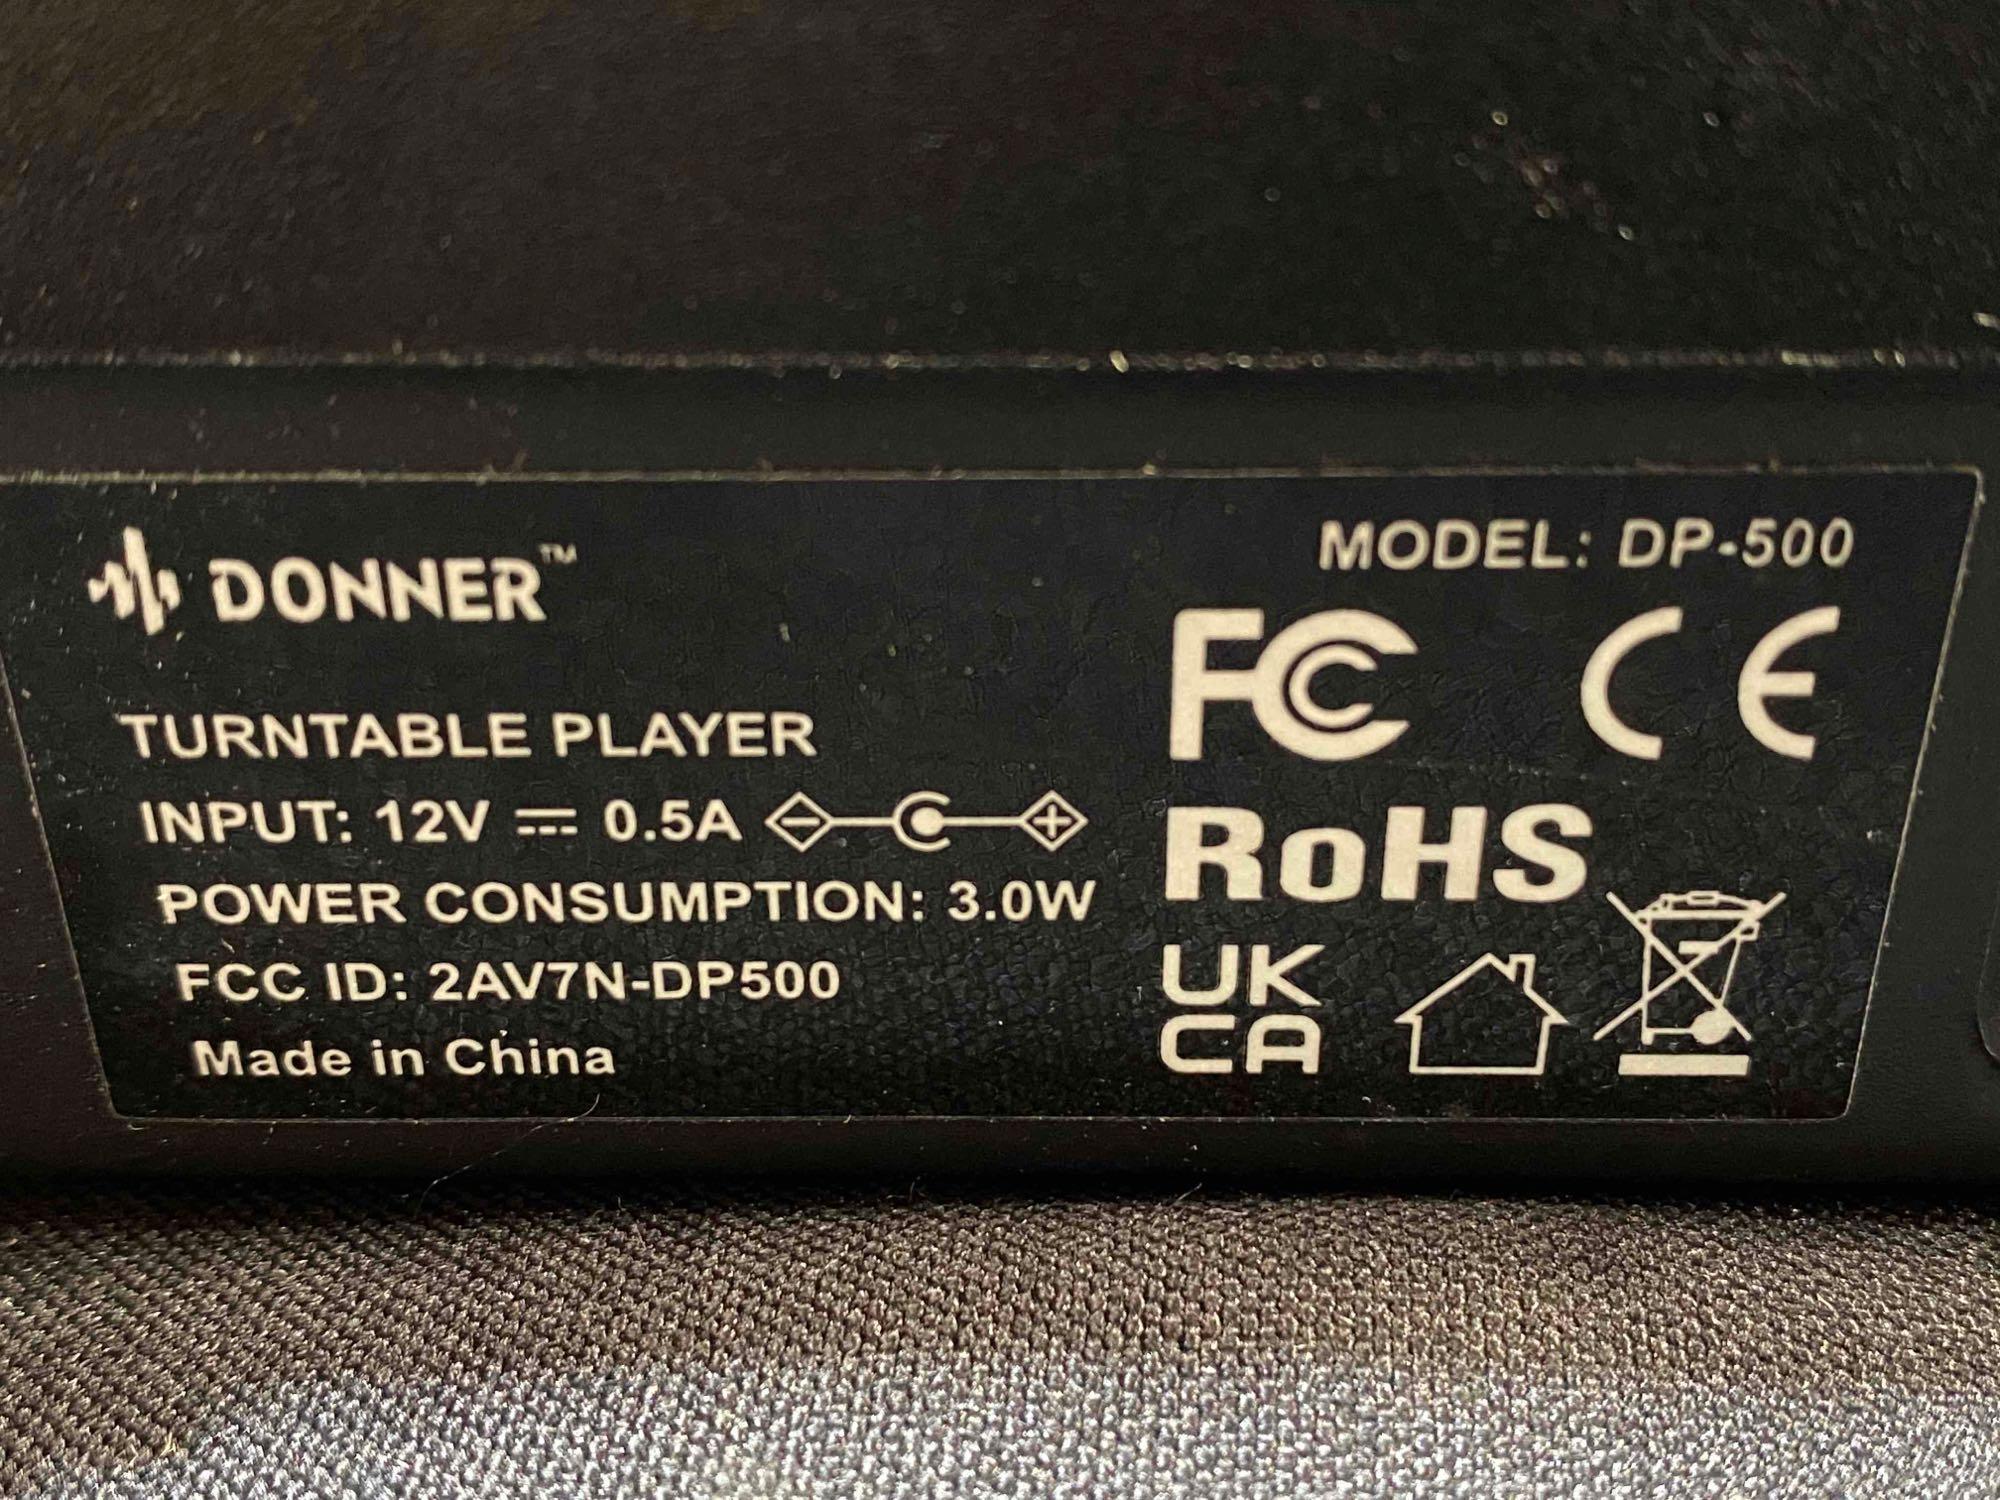 DONNER™
MODEL: DP-500
TURNTABLE PLAYER
INPUT: 12V ⎓ 0.5A
POWER CONSUMPTION: 3.0W
FCC ID: 2AV7N-DP500
Made in China
FC CE
RoHS
UK
CA